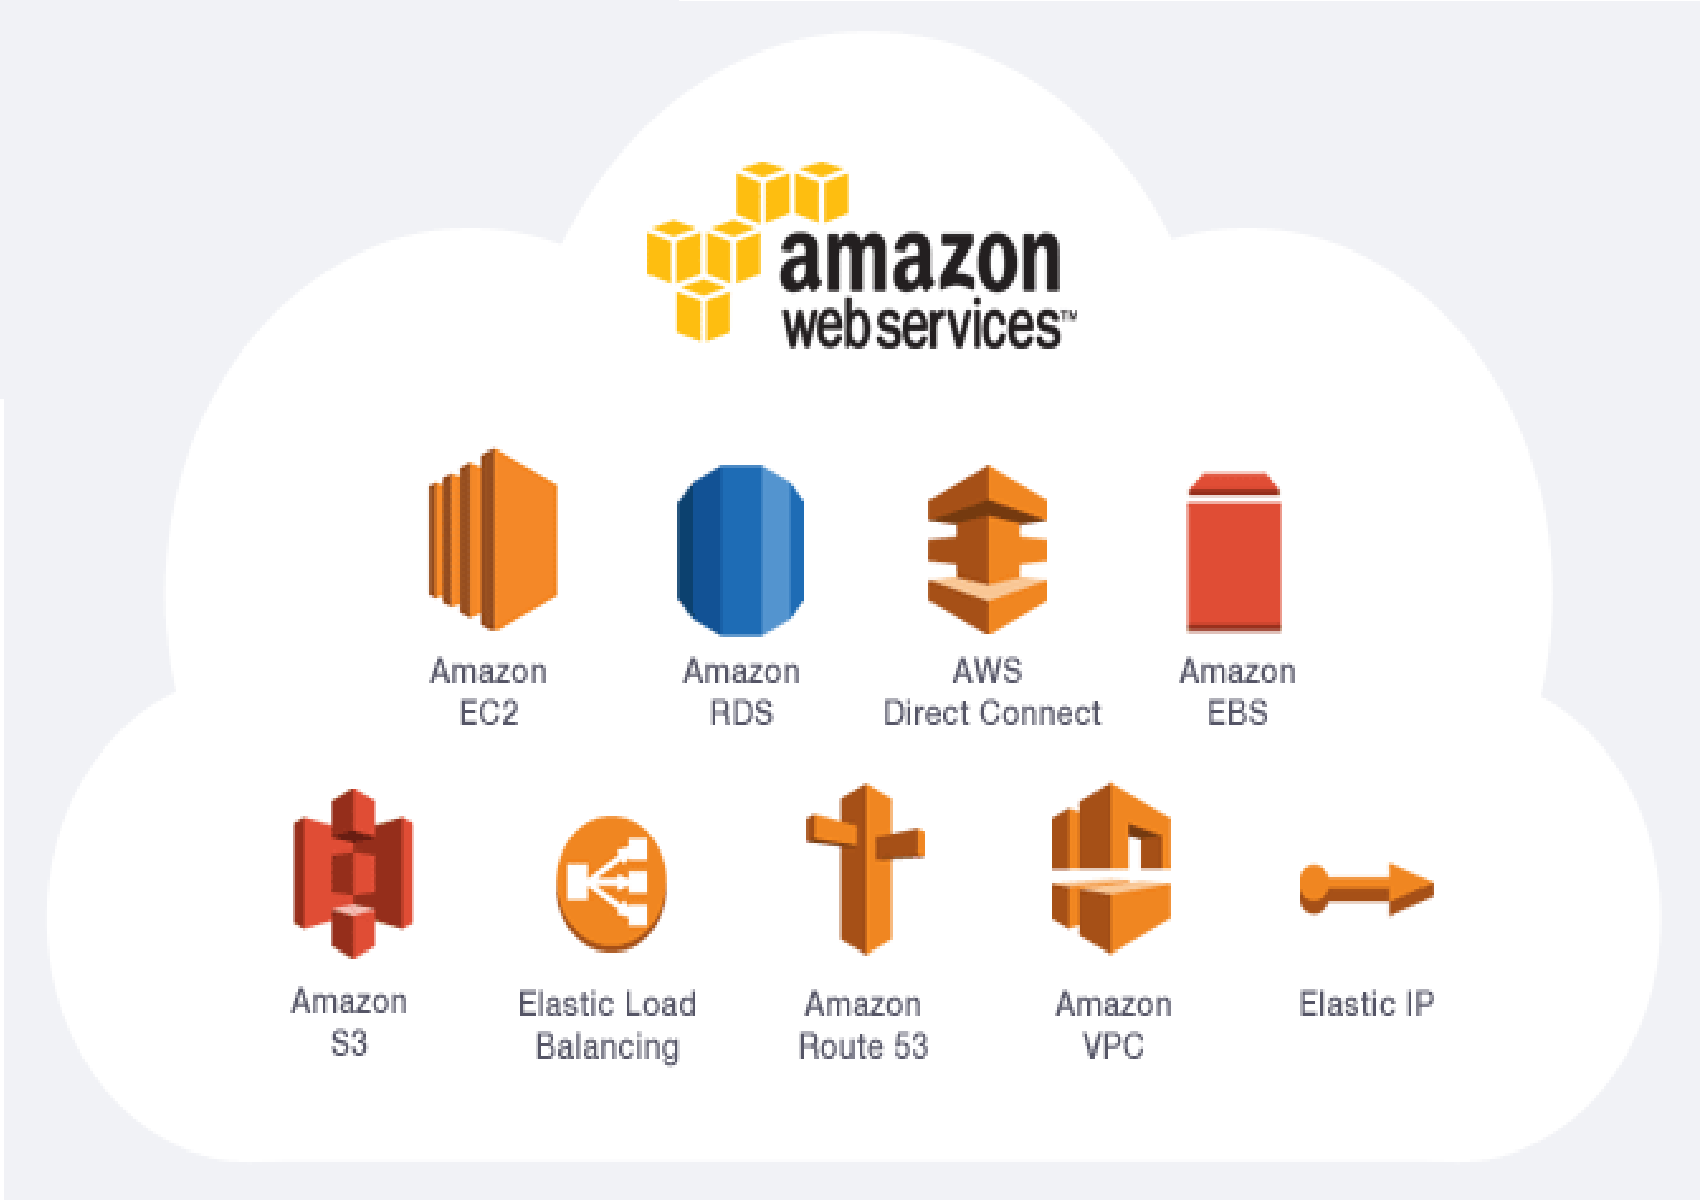 amazon
webservices™
Amazon
EC2
Amazon
RDS
AWS
Direct Connect
Amazon
EBS
Amazon
S3
Elastic Load
Balancing
Amazon
Route 53
Amazon
VPC
Elastic IP